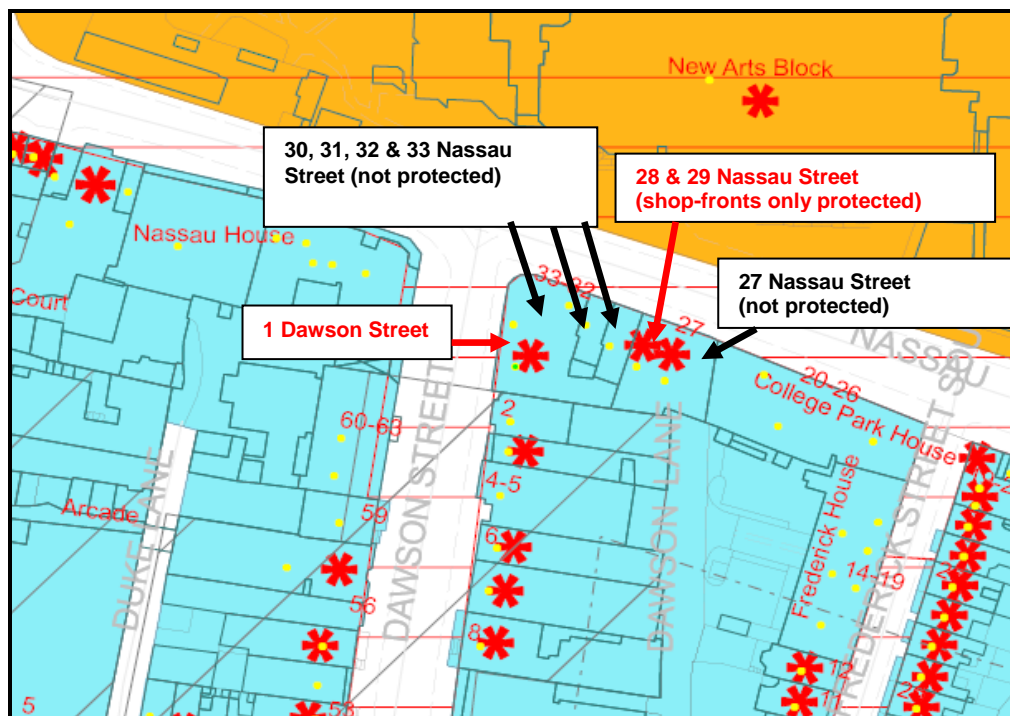 New Arts Block
30, 31, 32 & 33 Nassau
Street (not protected)
28 & 29 Nassau Street
(shop-fronts only protected)
Nassau House
27 Nassau Street
(not protected)
Court
33-32
1 Dawson Street
27
NASSAU
20-26
College Park House
2
60-63
DAWSON STREET
4-5
DAWSON LANE
Frederick House
FREDERICK STREET
Arcade
DUKE LANE
59
6
14-19
56
8
12
11
5
53